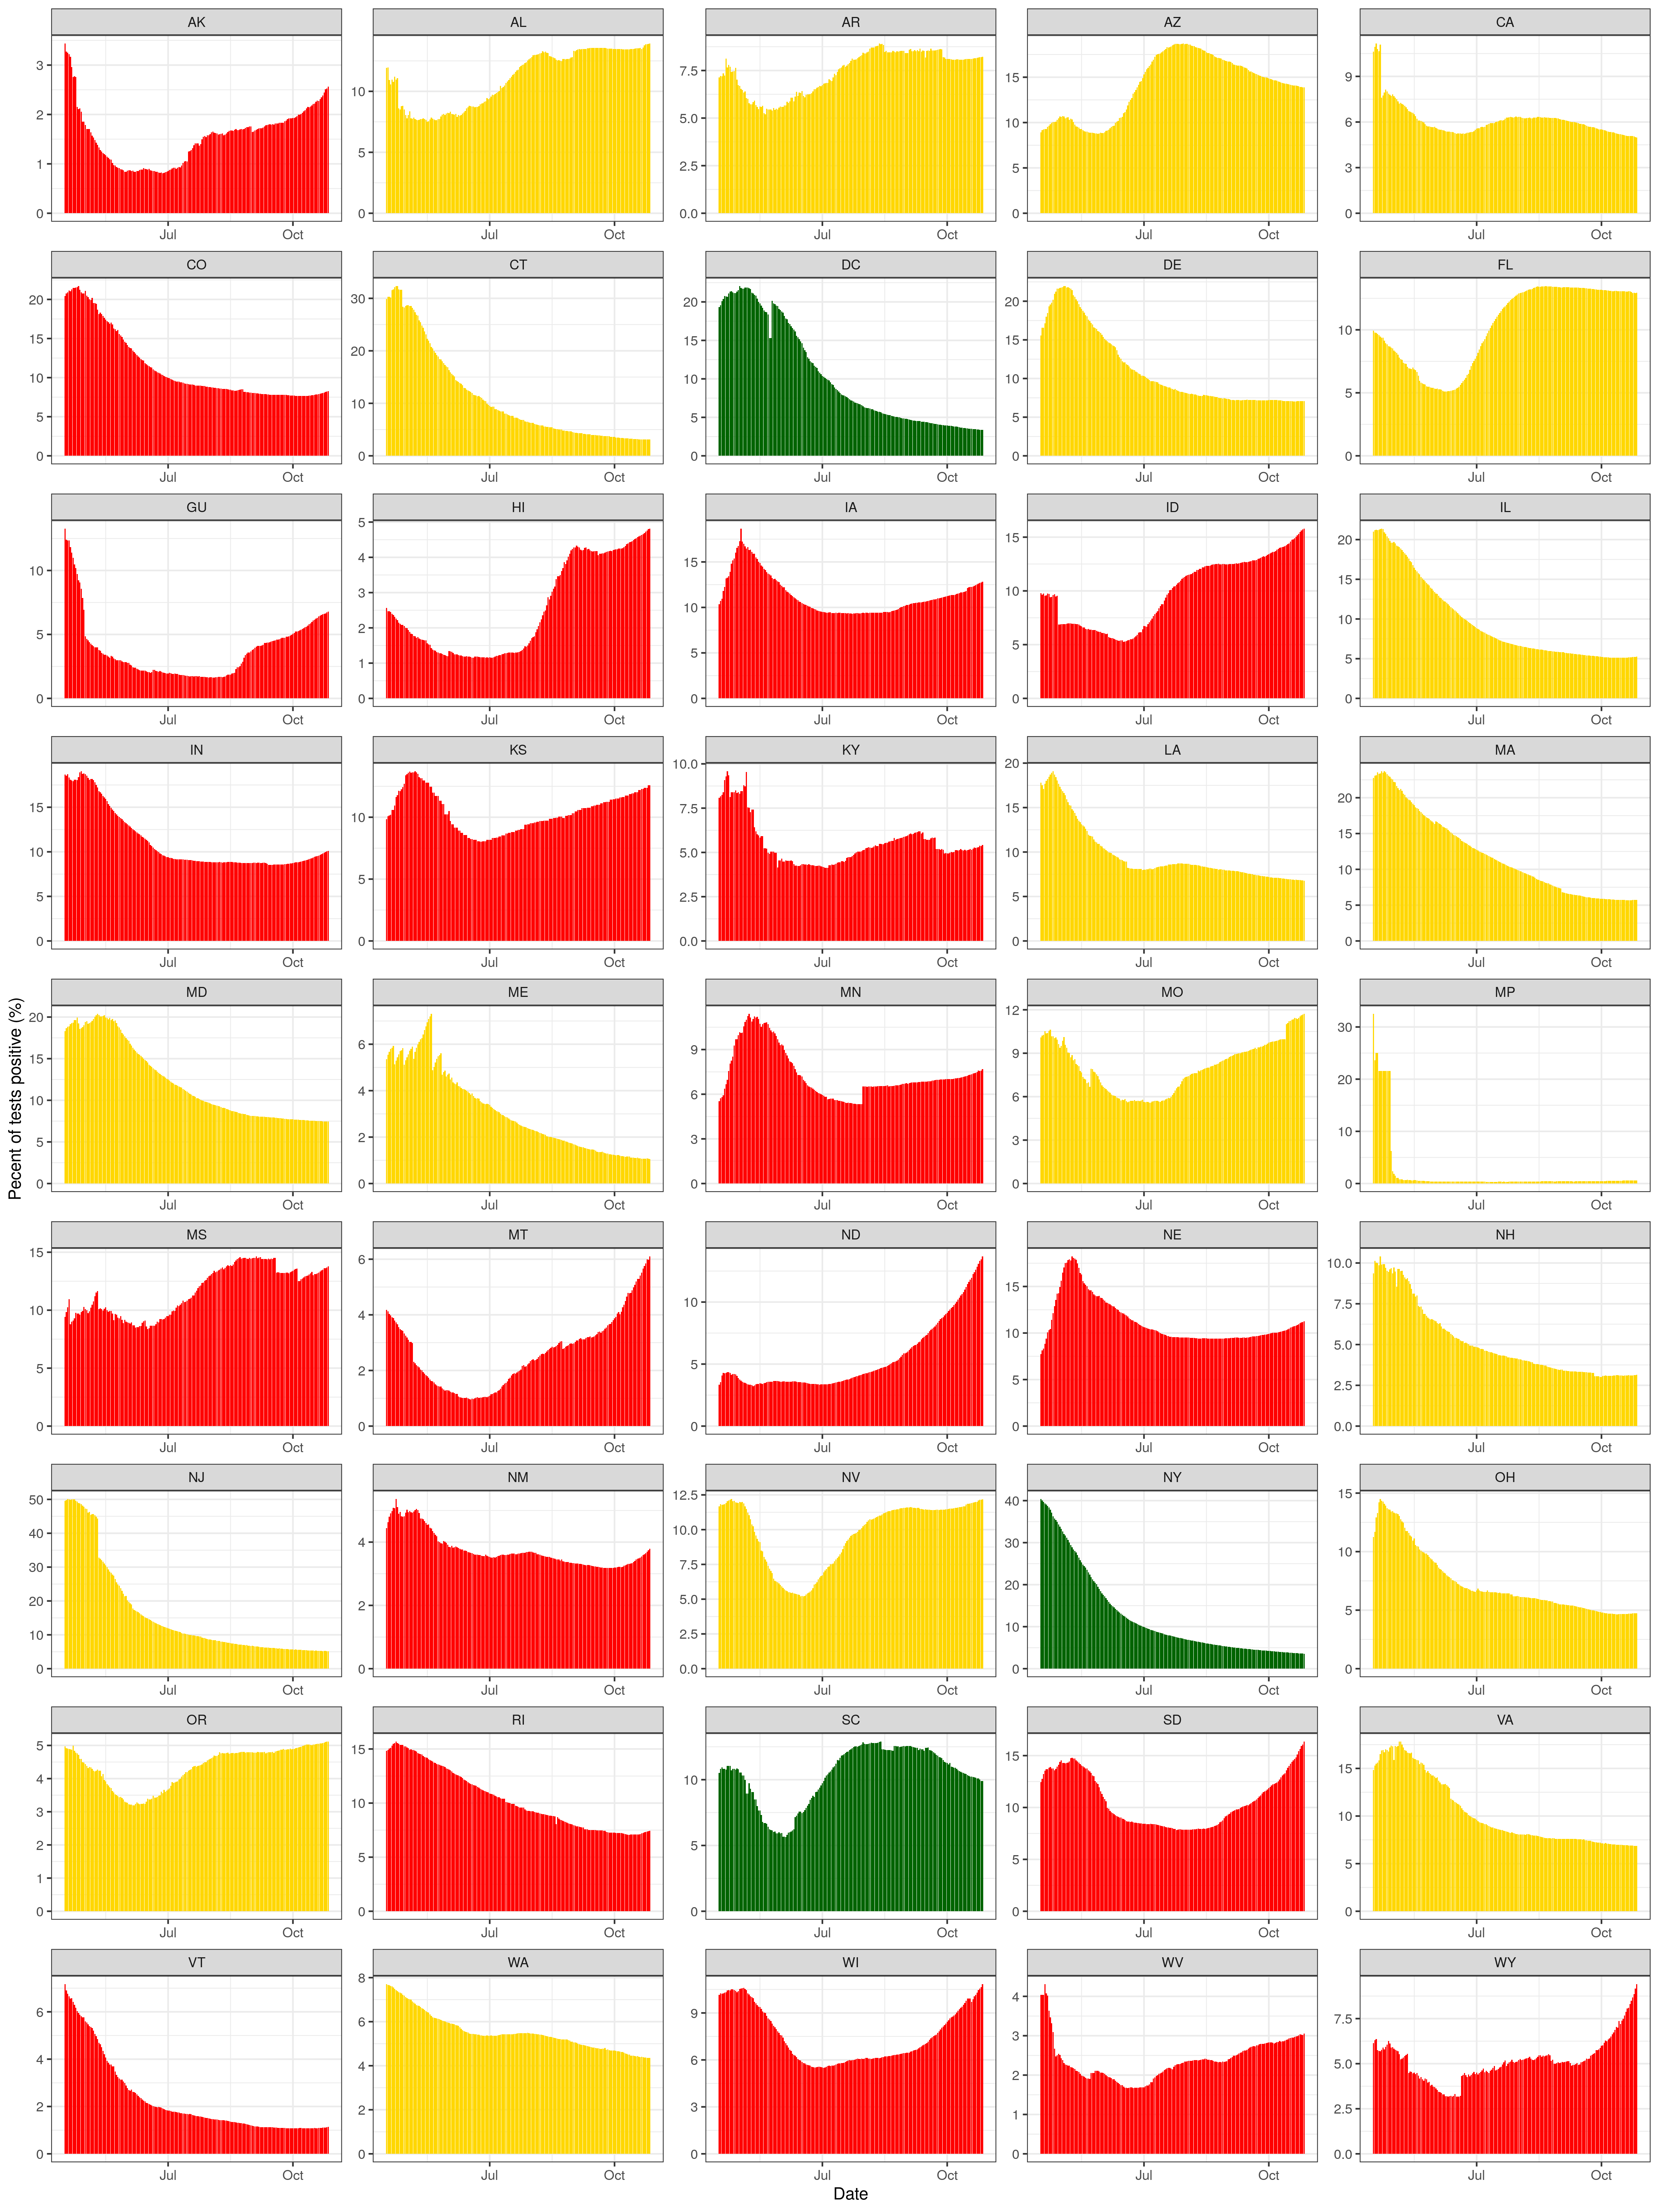 AK AL AR AZ CA
3 2 1 0
10 5 0
7.5 5.0 2.5 0.0
15 10 5 0
9 6 3 0
Jul Oct Jul Oct Jul Oct Jul Oct Jul Oct
CO CT DC DE FL
20 15 10 5 0
30 20 10 0
20 15 10 5 0
20 15 10 5 0
10 5 0
Jul Oct Jul Oct Jul Oct Jul Oct Jul Oct
GU HI IA ID IL
10 5 0
5 4 3 2 1 0
15 10 5 0
15 10 5 0
20 15 10 5 0
Jul Oct Jul Oct Jul Oct Jul Oct Jul Oct
IN KS KY LA MA
15 10 5 0
10 5 0
10.0 7.5 5.0 2.5 0.0
20 15 10 5 0
20 15 10 5 0
Jul Oct Jul Oct Jul Oct Jul Oct Jul Oct
Pecent of tests positive (%)
MD ME MN MO MP
20 15 10 5 0
6 4 2 0
9 6 3 0
12 9 6 3 0
30 20 10 0
Jul Oct Jul Oct Jul Oct Jul Oct Jul Oct
MS MT ND NE NH
15 10 5 0
6 4 2 0
10 5 0
15 10 5 0
10.0 7.5 5.0 2.5 0.0
Jul Oct Jul Oct Jul Oct Jul Oct Jul Oct
NJ NM NV NY OH
50 40 30 20 10 0
4 2 0
12.5 10.0 7.5 5.0 2.5 0.0
40 30 20 10 0
15 10 5 0
Jul Oct Jul Oct Jul Oct Jul Oct Jul Oct
OR RI SC SD VA
5 4 3 2 1 0
15 10 5 0
10 5 0
15 10 5 0
15 10 5 0
Jul Oct Jul Oct Jul Oct Jul Oct Jul Oct
VT WA WI WV WY
6 4 2 0
8 6 4 2 0
9 6 3 0
4 3 2 1 0
7.5 5.0 2.5 0.0
Jul Oct Jul Oct Jul Oct Jul Oct Jul Oct
Date